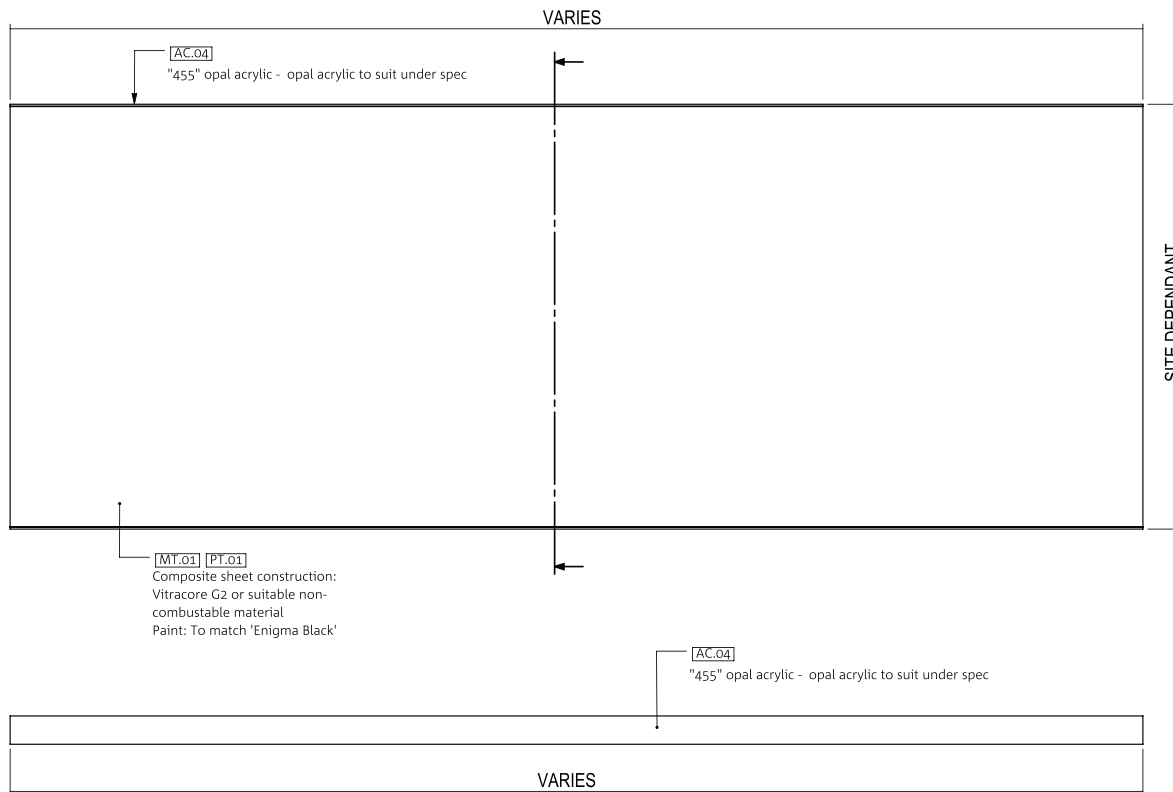 VARIES
AC.04
"455" opal acrylic - opal acrylic to suit under spec
SITE DEPENDANT
MT.01 PT.01
Composite sheet construction:
Vitracore G2 or suitable non-
combustable material
Paint: To match 'Enigma Black'
AC.04
"455" opal acrylic - opal acrylic to suit under spec
VARIES